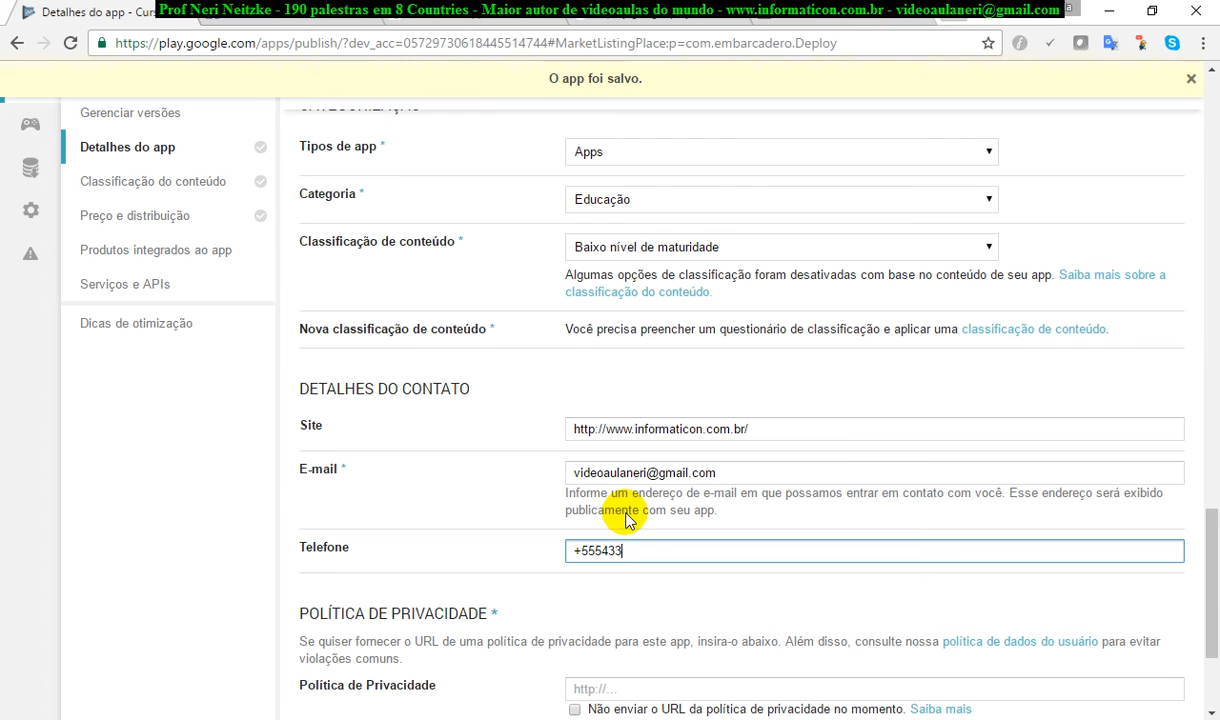 Detalhes do app - Curs
Prof Neri Neitzke - 190 palestras em 8 Countries - Maior autor de videoaulas do mundo - www.informaticon.com.br - videoaulaneri@gmail.com
https://play.google.com/apps/publish/?dev_acc=05729730618445514744#MarketListingPlace:p=com.embarcadero.Deploy
O app foi salvo.
Gerenciar versões
Detalhes do app
Classificação do conteúdo
Preço e distribuição
Produtos integrados ao app
Serviços e APIs
Dicas de otimização
CATEGORIZAÇÃO
Tipos de app *
Apps
Categoria *
Educação
Classificação de conteúdo *
Baixo nível de maturidade
Algumas opções de classificação foram desativadas com base no conteúdo de seu app. Saiba mais sobre a
classificação do conteúdo.
Nova classificação de conteúdo *
Você precisa preencher um questionário de classificação e aplicar uma classificação de conteúdo.
DETALHES DO CONTATO
Site
http://www.informaticon.com.br/
E-mail *
videoaulaneri@gmail.com
Informe um endereço de e-mail em que possamos entrar em contato com você. Esse endereço será exibido
publicamente com seu app.
Telefone
+555433
POLÍTICA DE PRIVACIDADE *
Se quiser fornecer o URL de uma política de privacidade para este app, insira-o abaixo. Além disso, consulte nossa política de dados do usuário para evitar
violações comuns.
Política de Privacidade
http://...
Não enviar o URL da política de privacidade no momento. Saiba mais